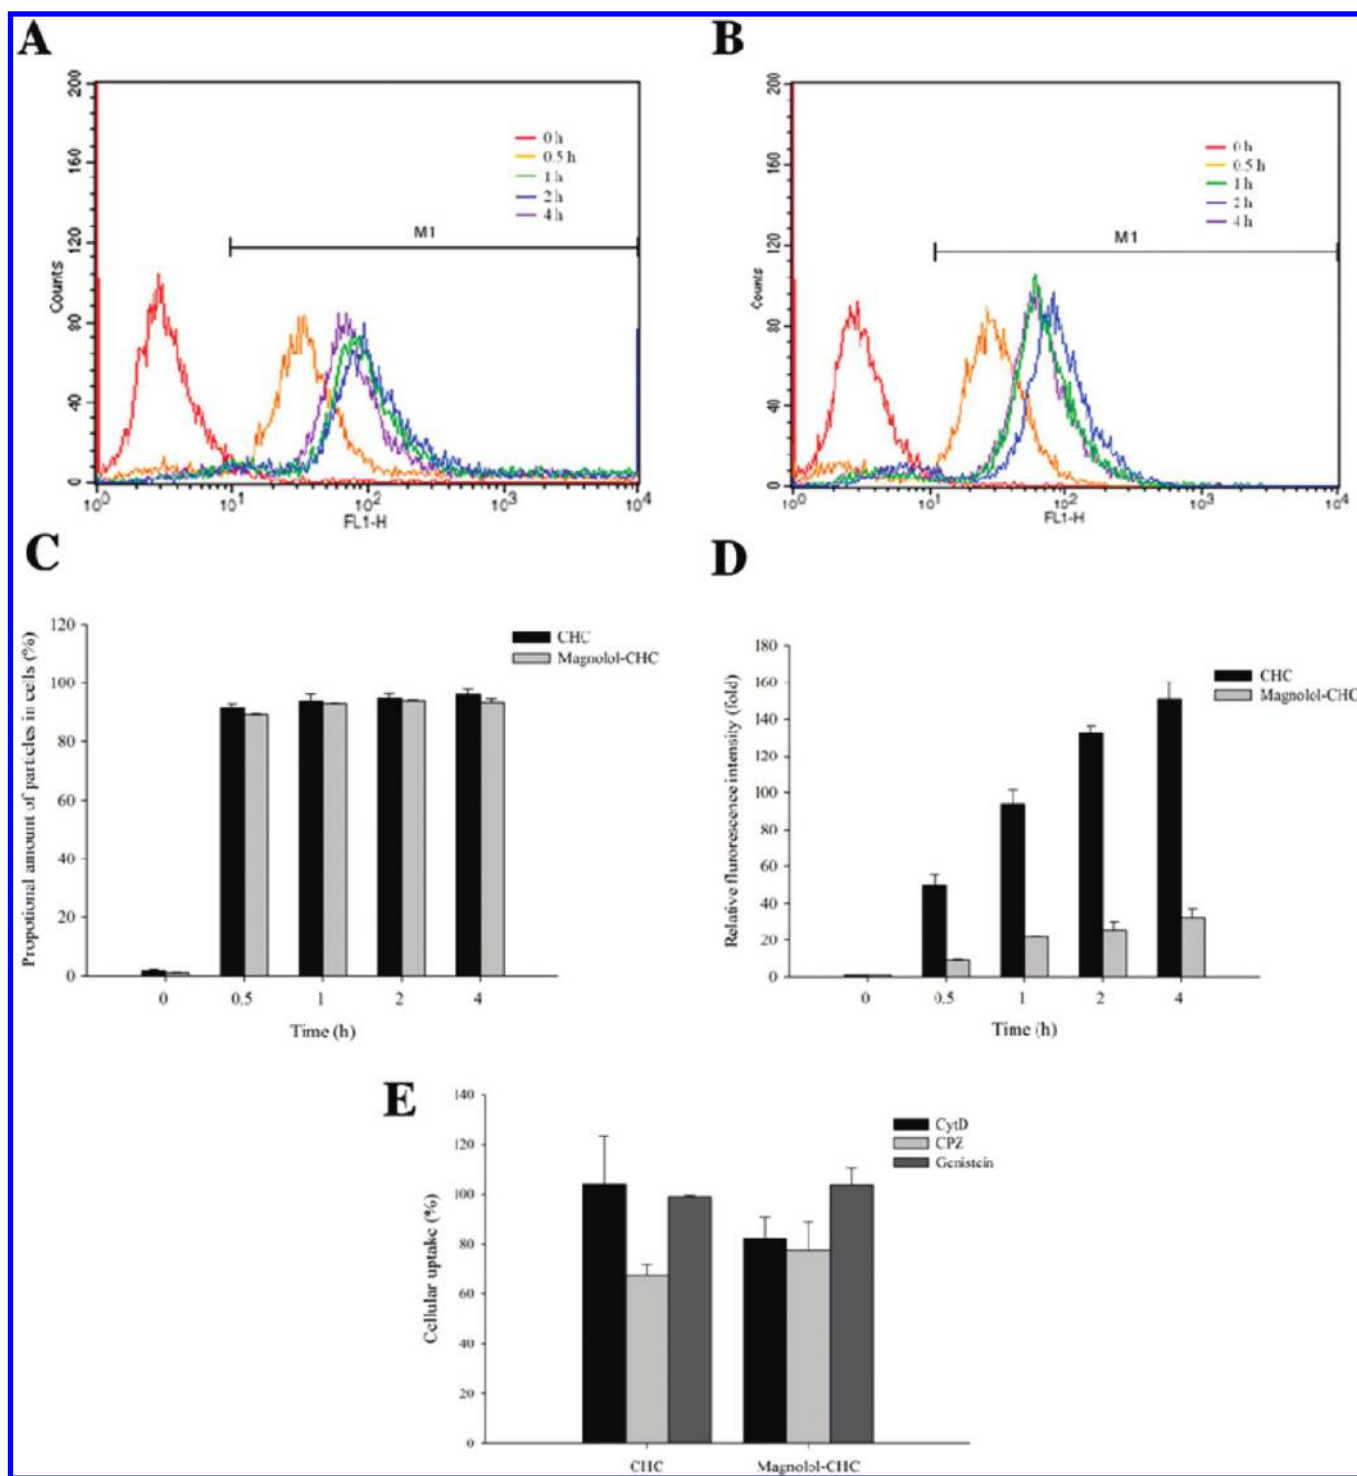 A
B
200
160
120
80
40
0
Counts
0 h
0.5 h
1 h
2 h
4 h
M1
10^0 10^1 10^2 10^3 10^4
FL1-H
200
160
120
80
40
0
Counts
0 h
0.5 h
1 h
2 h
4 h
M1
10^0 10^1 10^2 10^3 10^4
FL1-H
C
D
Propotional amount of particles in cells (%)
120
100
80
60
40
20
0
CHC
Magnolol-CHC
0 0.5 1 2 4
Time (h)
Relative flurorescence intensity (fold)
180
160
140
120
100
80
60
40
20
0
CHC
Magnolol-CHC
0 0.5 1 2 4
Time (h)
E
Cellular uptake (%)
140
120
100
80
60
40
20
0
CytD
CPZ
Genistein
CHC Magnolol-CHC